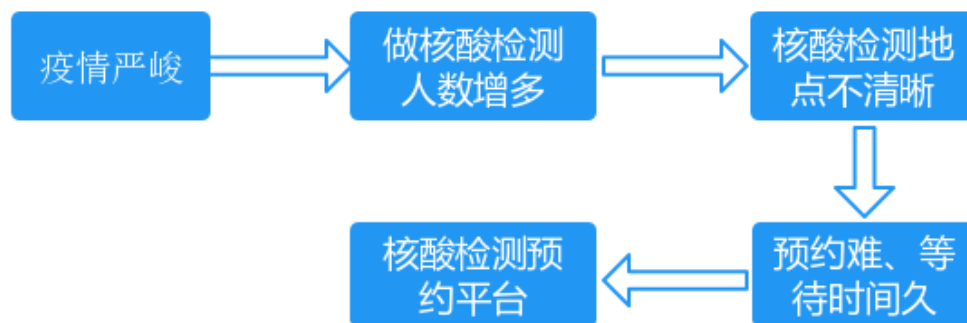 疫情严峻
做核酸检测
人数增多
核酸检测地
点不清晰
预约难、等
待时间久
核酸检测预
约平台